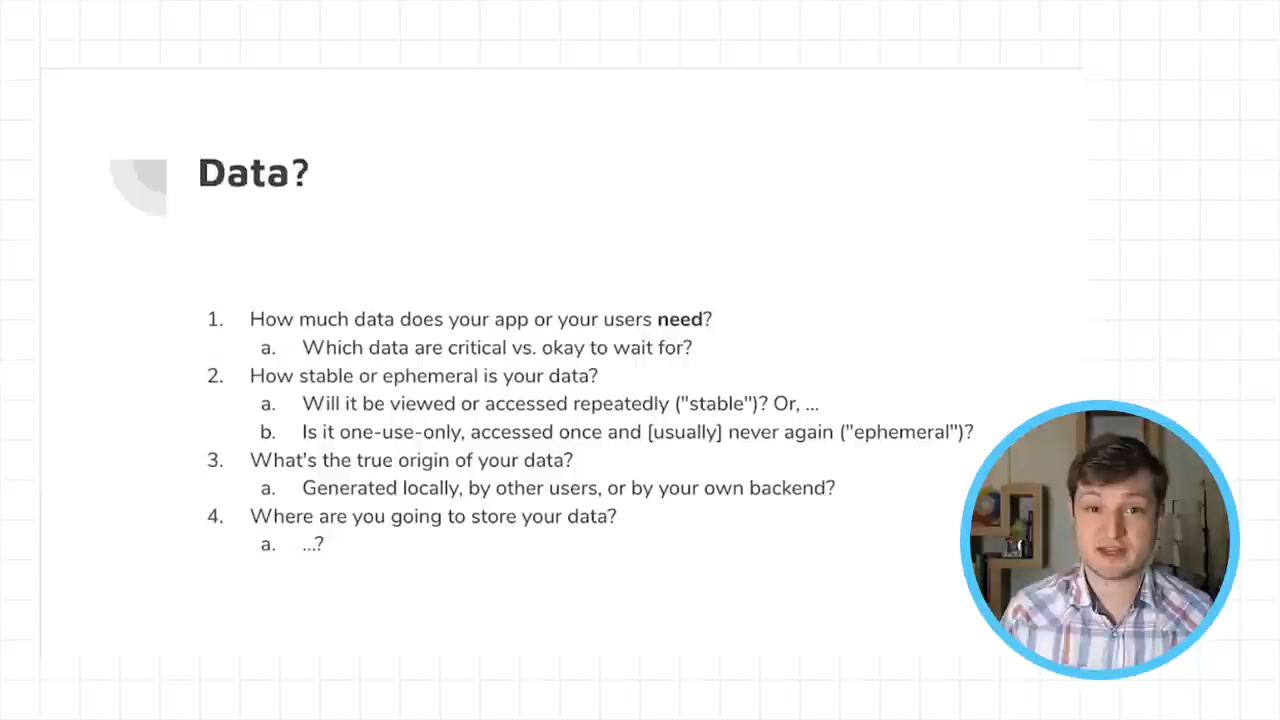 Data?
1. How much data does your app or your users need?
a. Which data are critical vs. okay to wait for?
2. How stable or ephemeral is your data?
a. Will it be viewed or accessed repeatedly ("stable")? Or, ...
b. Is it one-use-only, accessed once and [usually] never again ("ephemeral")?
3. What's the true origin of your data?
a. Generated locally, by other users, or by your own backend?
4. Where are you going to store your data?
a. ...?